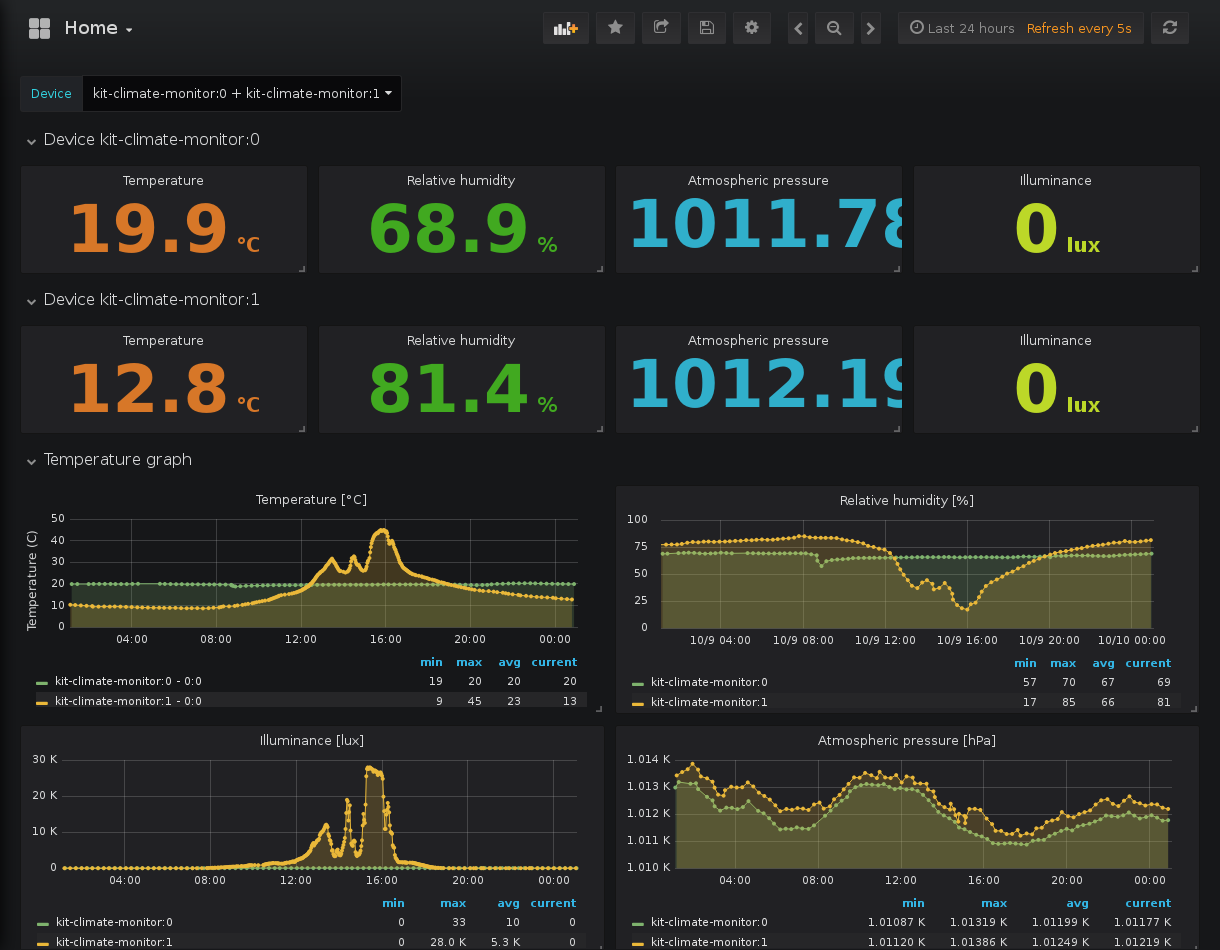 Home
Last 24 hours Refresh every 5s
Device kit-climate-monitor:0 + kit-climate-monitor:1
Device kit-climate-monitor:0
Temperature Relative humidity Atmospheric pressure Illuminance
19.9 °C 68.9 % 1011.78 0 lux
Device kit-climate-monitor:1
Temperature Relative humidity Atmospheric pressure Illuminance
12.8 °C 81.4 % 1012.19 0 lux
Temperature graph
Temperature [°C]
Temperature (C)
50
40
30
20
10
0
04:00 08:00 12:00 16:00 20:00 00:00
min max avg current
kit-climate-monitor:0 - 0:0 19 20 20 20
kit-climate-monitor:1 - 0:0 9 45 23 13
Relative humidity [%]
100
75
50
25
0
10/9 04:00 10/9 08:00 10/9 12:00 10/9 16:00 10/9 20:00 10/10 00:00
min max avg current
kit-climate-monitor:0 57 70 67 69
kit-climate-monitor:1 17 85 66 81
Illuminance [lux]
30 K
20 K
10 K
0
04:00 08:00 12:00 16:00 20:00 00:00
min max avg current
kit-climate-monitor:0 0 33 10 0
kit-climate-monitor:1 0 28.0 K 5.3 K 0
Atmospheric pressure [hPa]
1.014 K
1.013 K
1.012 K
1.011 K
1.010 K
04:00 08:00 12:00 16:00 20:00 00:00
min max avg current
kit-climate-monitor:0 1.01087 K 1.01319 K 1.01199 K 1.01177 K
kit-climate-monitor:1 1.01120 K 1.01386 K 1.01249 K 1.01219 K